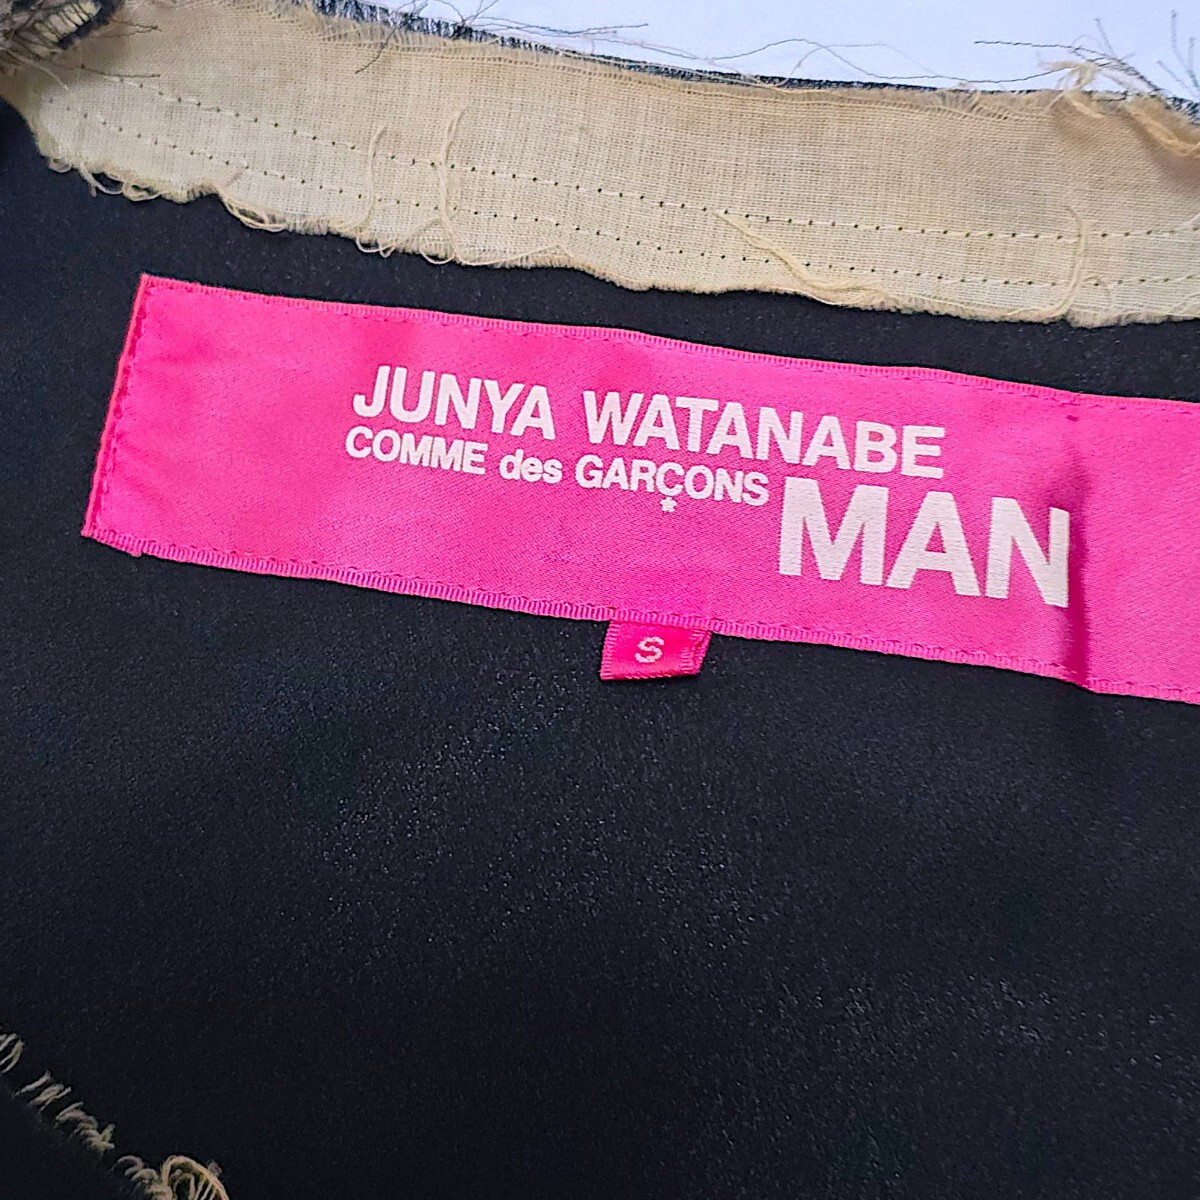 JUNYA WATANABE
COMME des GARÇONS
*
MAN
S